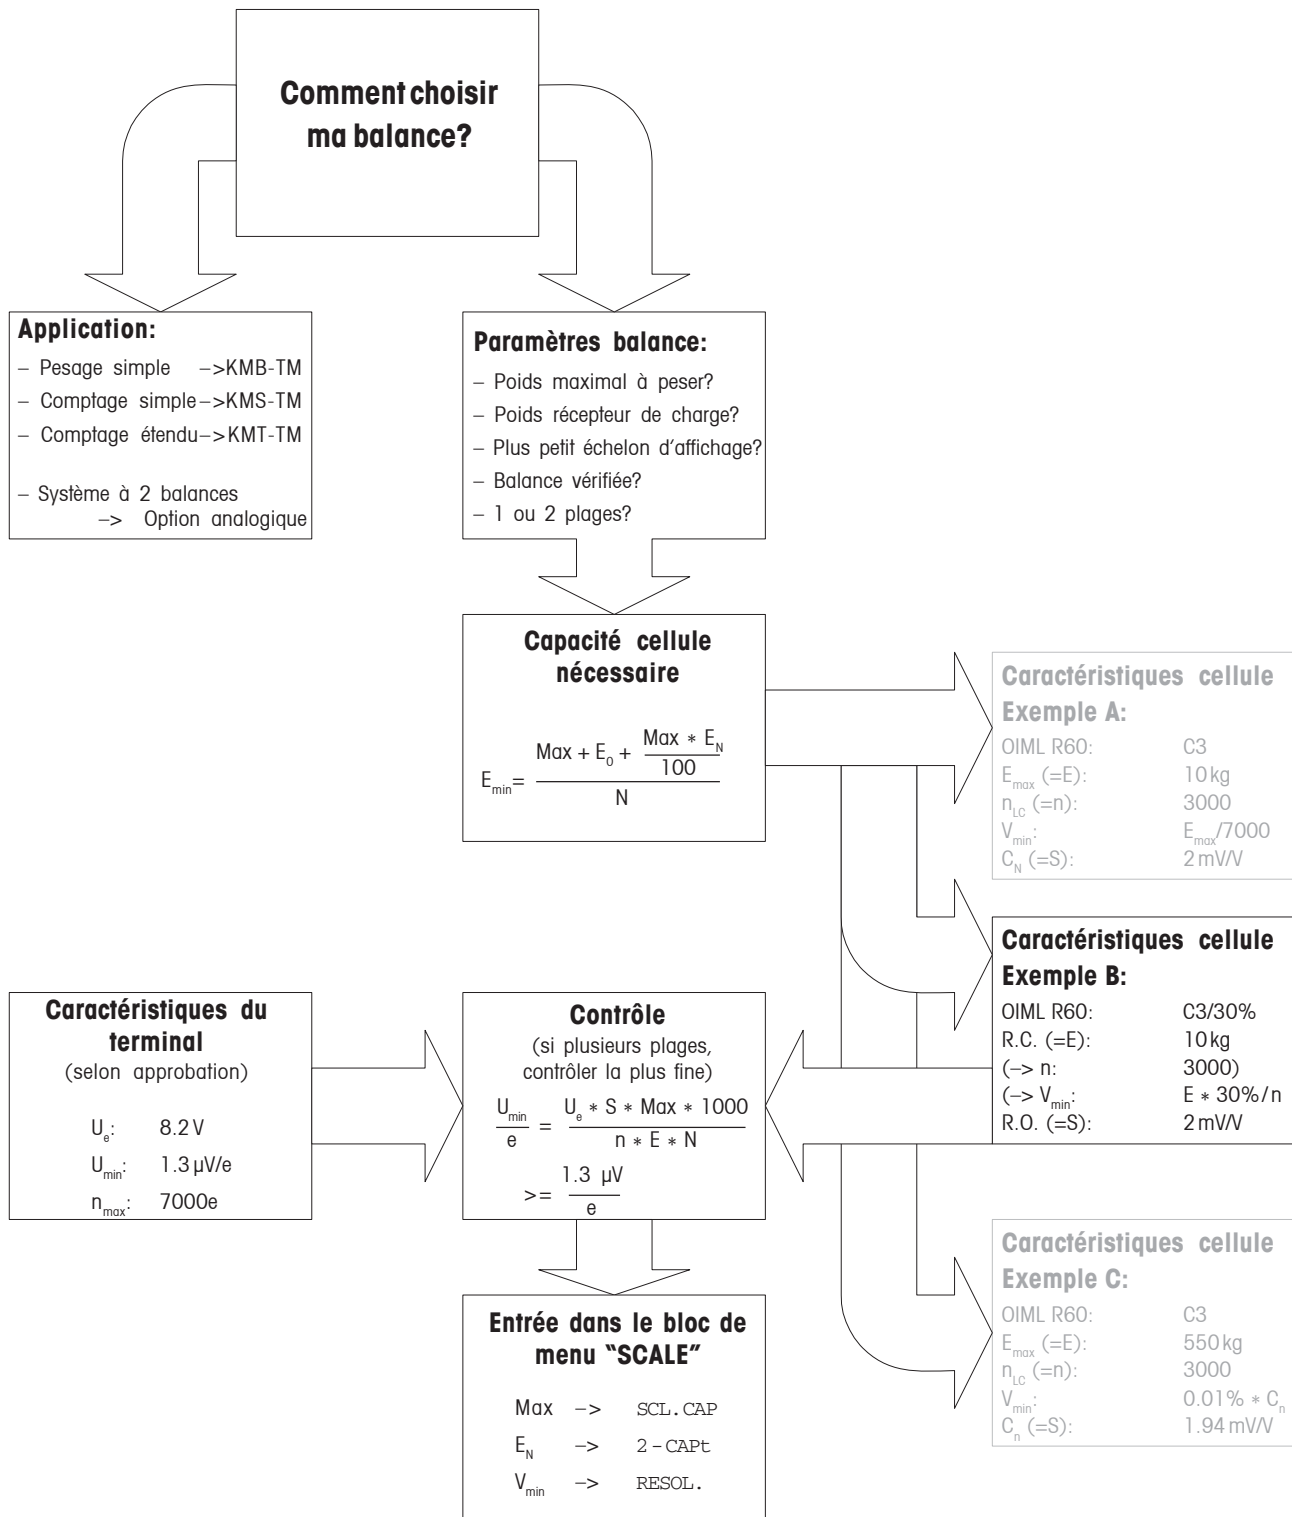 Comment choisir
ma balance?
Application:
– Pesage simple –>KMB-TM
– Comptage simple–>KMS-TM
– Comptage étendu–>KMT-TM
– Système à 2 balances
–> Option analogique
Paramètres balance:
– Poids maximal à peser?
– Poids récepteur de charge?
– Plus petit échelon d'affichage?
– Balance vérifiée?
– 1 ou 2 plages?
Capacité cellule
nécessaire
Max * E_N
Max + E_0 +
100
E_min=
N
Caractéristiques cellule
Exemple A:
OIML R60: C3
E_max (=E): 10 kg
n_LC (=n): 3000
V_min: E_max/7000
C_N (=S): 2 mV/V
Caractéristiques cellule
Exemple B:
OIML R60: C3/30%
R.C. (=E): 10 kg
(–> n: 3000)
(–> V_min: E * 30%/n
R.O. (=S): 2 mV/V
Caractéristiques du
terminal
(selon approbation)
U_e: 8.2 V
U_min: 1.3 µV/e
n_max: 7000e
Contrôle
(si plusieurs plages,
contrôler la plus fine)
U_min U_e * S * Max * 1000
=
e n * E * N
1.3 µV
>=
e
Caractéristiques cellule
Exemple C:
OIML R60: C3
E_max (=E): 550 kg
n_LC (=n): 3000
V_min: 0.01% * C_n
C_n (=S): 1.94 mV/V
Entrée dans le bloc de
menu "SCALE"
Max –> SCL.CAP
E_N –> 2-CAPt
V_min –> RESOL.